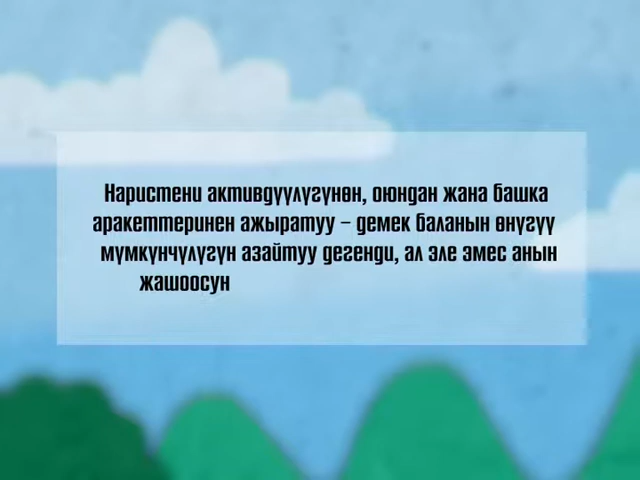 Наристени активдүүлүгүнөн, оюндан жана башка
аракеттеринен ажыратуу – демек баланын өнүгүү
мүмкүнчүлүгүн азайтуу дегенди, ал эле эмес анын
жашоосун